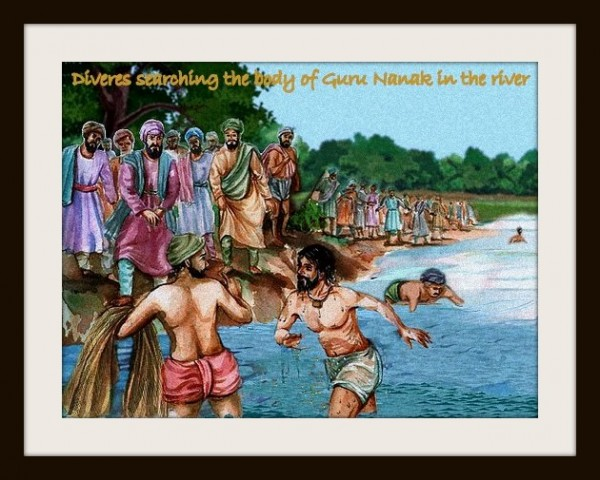 Diveres searching the body of Guru Nanak in the river